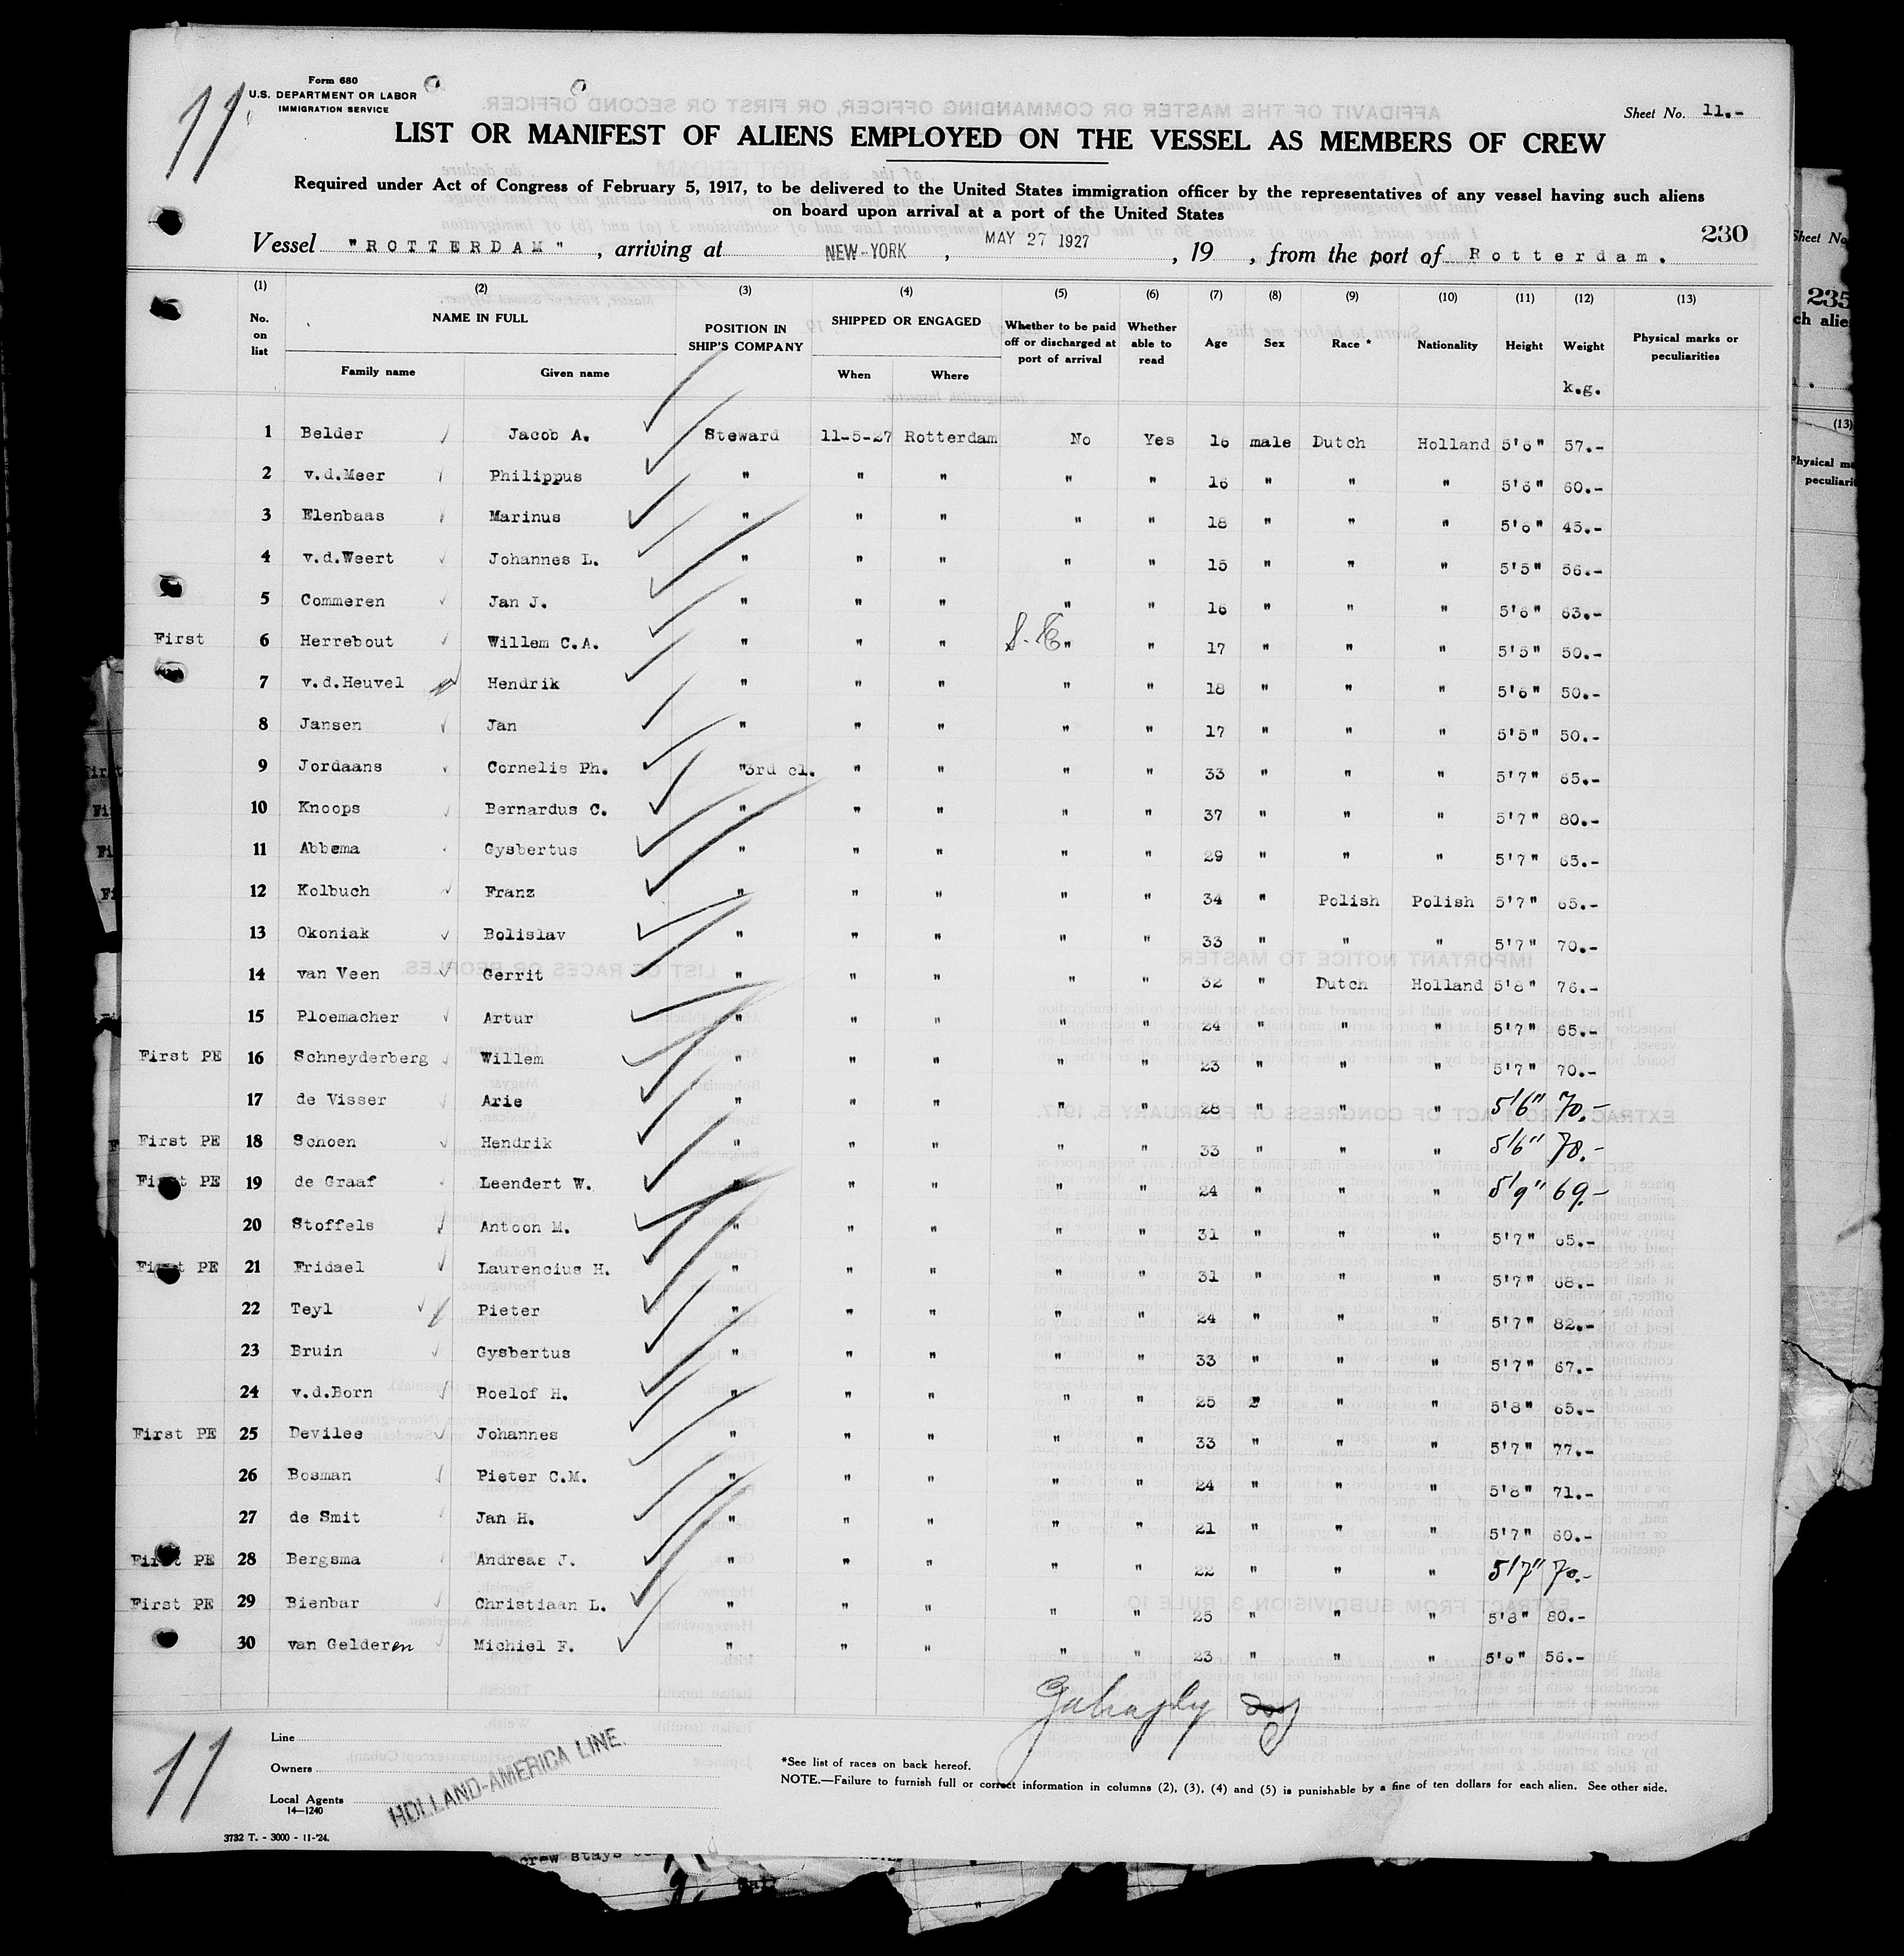 11
Form 680
U.S. DEPARTMENT OR LABOR
IMMIGRATION SERVICE
Sheet No. 11.-
LIST OR MANIFEST OF ALIENS EMPLOYED ON THE VESSEL AS MEMBERS OF CREW
Required under Act of Congress of February 5, 1917, to be delivered to the United States immigration officer by the representatives of any vessel having such aliens
on board upon arrival at a port of the United States
230
Vessel "ROTTERDAM" , arriving at NEW-YORK , MAY 27 1927 , 19 , from the port of Rotterdam.
(1) (2) (3) (4) (5) (6) (7) (8) (9) (10) (11) (12) (13)
No. on list NAME IN FULL Family name Given name POSITION IN SHIP'S COMPANY SHIPPED OR ENGAGED When Where Whether to be paid off or discharged at port of arrival Whether able to read Age Sex Race * Nationality Height Weight k.g. Physical marks or peculiarities
1 Belder Jacob A. Steward 11-5-27 Rotterdam No Yes 16 male Dutch Holland 5'6" 57.-
2 v.d.Meer Philippus " " " " " 16 " " " 5'6" 60.-
3 Elenbaas Marinus " " " " " 18 " " " 5'6" 45.-
4 v.d.Weert Johannes L. " " " " " 15 " " " 5'5" 56.-
5 Commeren Jan J. " " " " " 16 " " " 5'6" 63.-
First 6 Herrebout Willem C.A. " " " " " 17 " " " 5'5" 50.-
7 v.d.Heuvel Hendrik " " " " " 18 " " " 5'6" 50.-
8 Jansen Jan " " " " " 17 " " " 5'5" 50.-
9 Jordaans Cornelis Ph. "3rd cl. " " " " 33 " " " 5'7" 65.-
10 Knoops Bernardus C. " " " " " 37 " " " 5'7" 80.-
11 Abbema Gysbertus " " " " " 29 " " " 5'7" 65.-
12 Kolbuch Franz " " " " " 34 " Polish Polish 5'7" 65.-
13 Okoniak Bolislav " " " " " 33 " " " 5'7" 70.-
14 van Veen Gerrit " " " " " 32 " Dutch Holland 5'8" 76.-
15 Ploemacher Artur " " " " " 24 " " " 5'7" 65.-
First PE 16 Schneyderberg Willem " " " " " 23 " " " 5'7" 70.-
17 de Visser Arie " " " " " 28 " " " 5'6" 70.-
First PE 18 Schoen Hendrik " " " " " 33 " " " 5'6" 78.-
First PE 19 de Graaf Leendert W. " " " " " 24 " " " 5'9" 69.-
20 Stoffels Antoon M. " " " " " 31 " " " 5'7" 65.-
First PE 21 Fridael Laurencius H. " " " " " 31 " " " 5'7" 68.-
22 Teyl Pieter " " " " " 24 " " " 5'7" 82.-
23 Bruin Gysbertus " " " " " 33 " " " 5'7" 67.-
24 v.d.Born Roelof H. " " " " " 25 " " " 5'8" 65.-
First PE 25 Devilee Johannes " " " " " 33 " " " 5'7" 77.-
26 Bosman Pieter C.M. " " " " " 24 " " " 5'8" 71.-
27 de Smit Jan H. " " " " " 21 " " " 5'7" 60.-
First PE 28 Bergsma Andreas J. " " " " " 22 " " " 5'7" 70.-
First PE 29 Bienbar Christiaan L. " " " " " 25 " " " 5'8" 80.-
30 van Gelderen Michiel F. " " " " " 23 " " " 5'6" 56.-
11
Line
Owners
Local Agents
HOLLAND-AMERICA LINE.
14—1240
3732 T. - 3000 - 11-'24.
*See list of races on back hereof.
NOTE.—Failure to furnish full or correct information in columns (2), (3), (4) and (5) is punishable by a fine of ten dollars for each alien. See other side.
Sheet No
235
(13)
crew stays